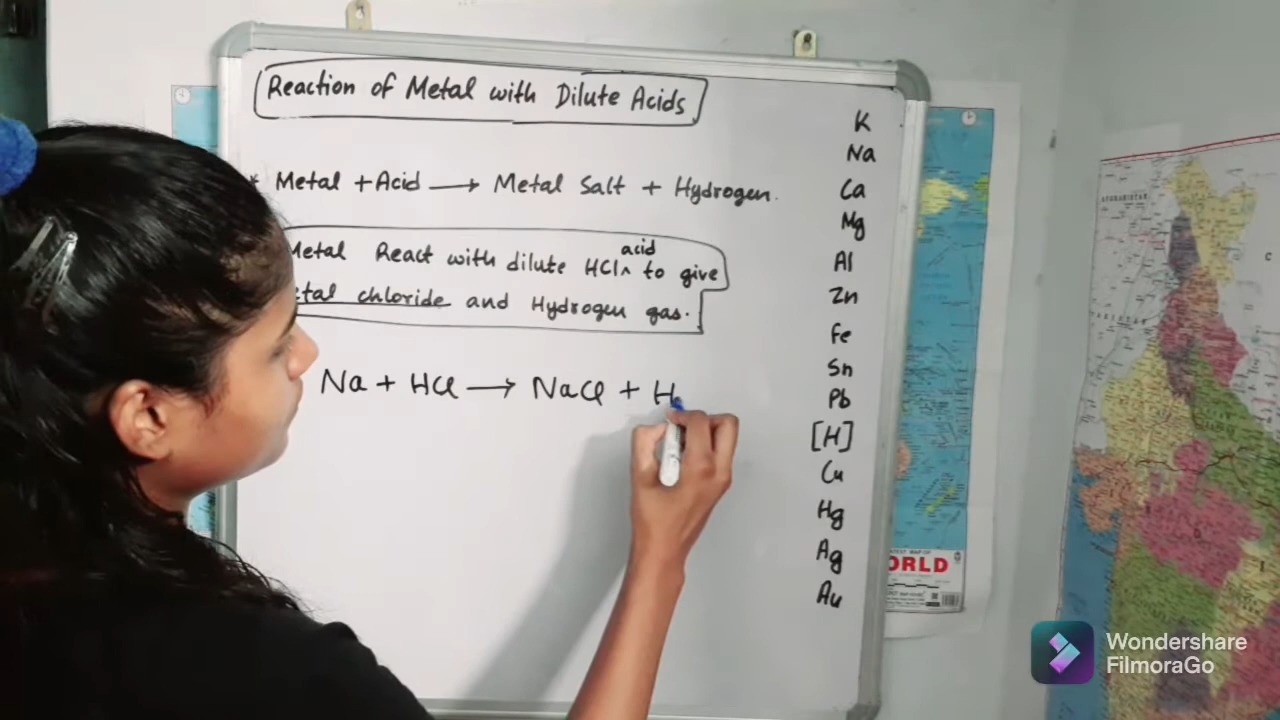 Reaction of Metal with Dilute Acids
* Metal + Acid → Metal Salt + Hydrogen.
Metal React with dilute HCl^ acid to give
etal chloride and Hydrogen gas.
Na + HCl → NaCl + H
K
Na
Ca
Mg
Al
Zn
Fe
Sn
Pb
[H]
Cu
Hg
Ag
Au
ORLD
Wondershare
FilmoraGo